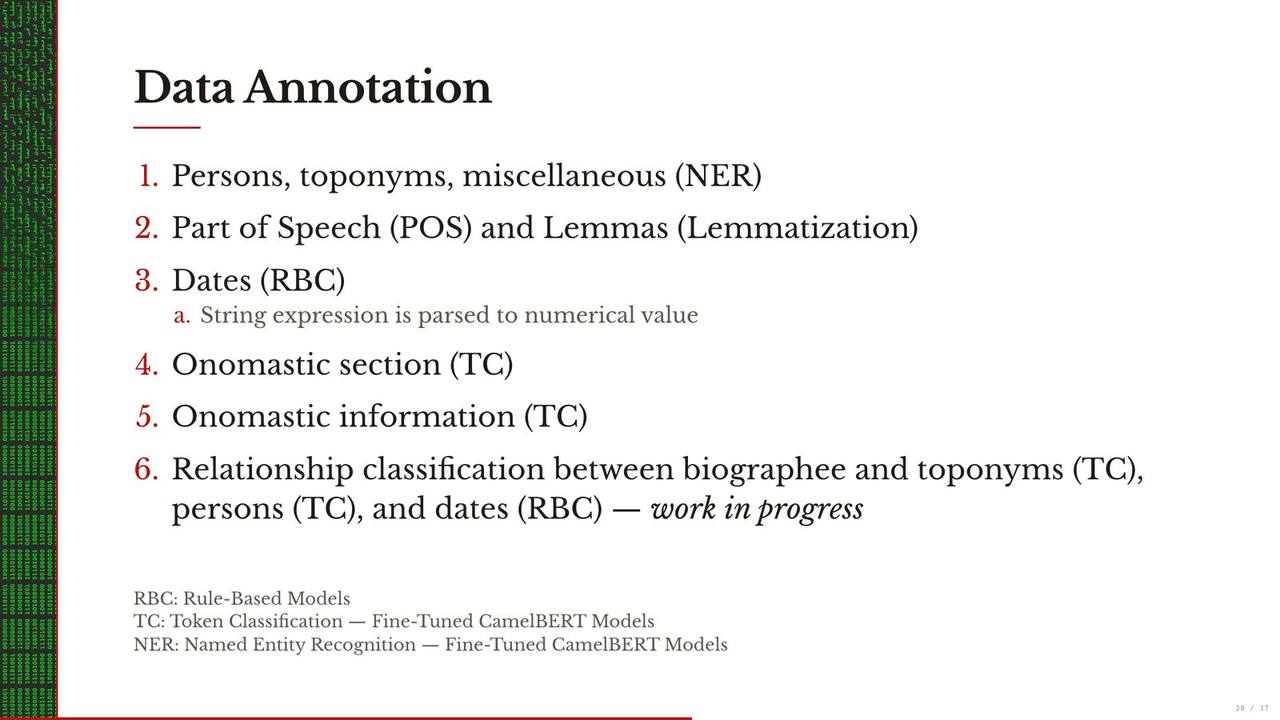 Data Annotation
1. Persons, toponyms, miscellaneous (NER)
2. Part of Speech (POS) and Lemmas (Lemmatization)
3. Dates (RBC)
a. String expression is parsed to numerical value
4. Onomastic section (TC)
5. Onomastic information (TC)
6. Relationship classification between biographee and toponyms (TC),
persons (TC), and dates (RBC) — work in progress
RBC: Rule-Based Models
TC: Token Classification — Fine-Tuned CamelBERT Models
NER: Named Entity Recognition — Fine-Tuned CamelBERT Models
20 / 37